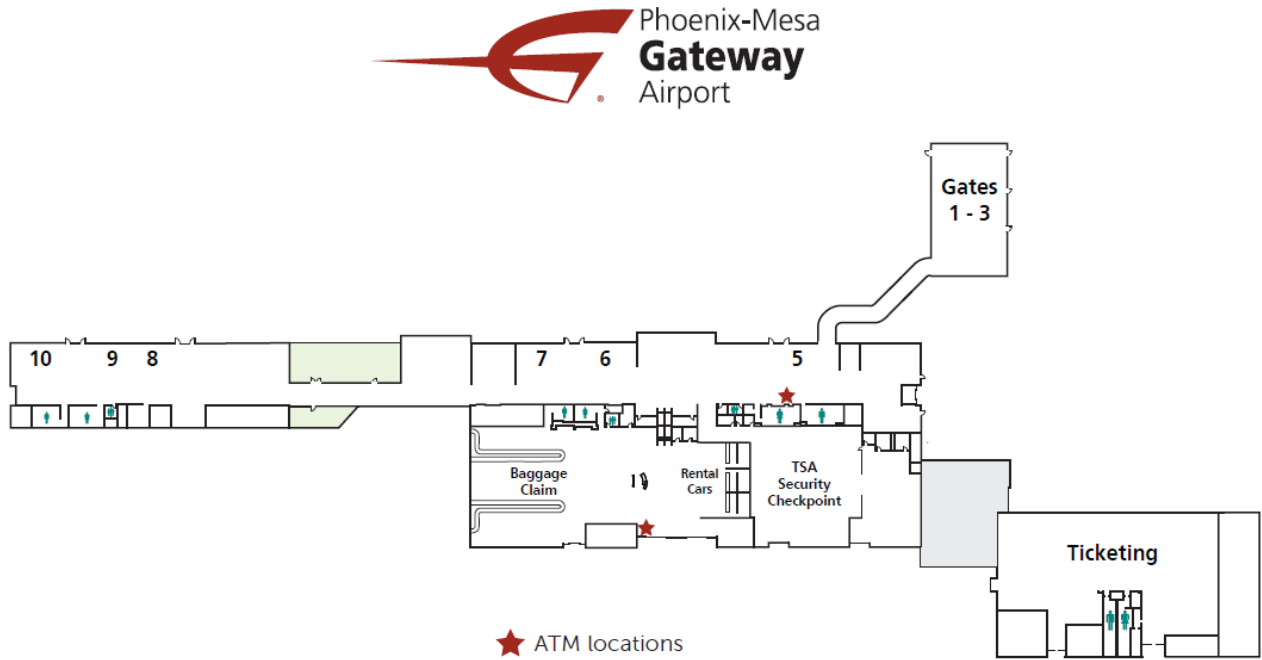 Phoenix-Mesa
Gateway
Airport
®
Gates
1 - 3
10
9
8
7
6
5
Baggage
Claim
Rental
Cars
TSA
Security
Checkpoint
Ticketing
ATM locations